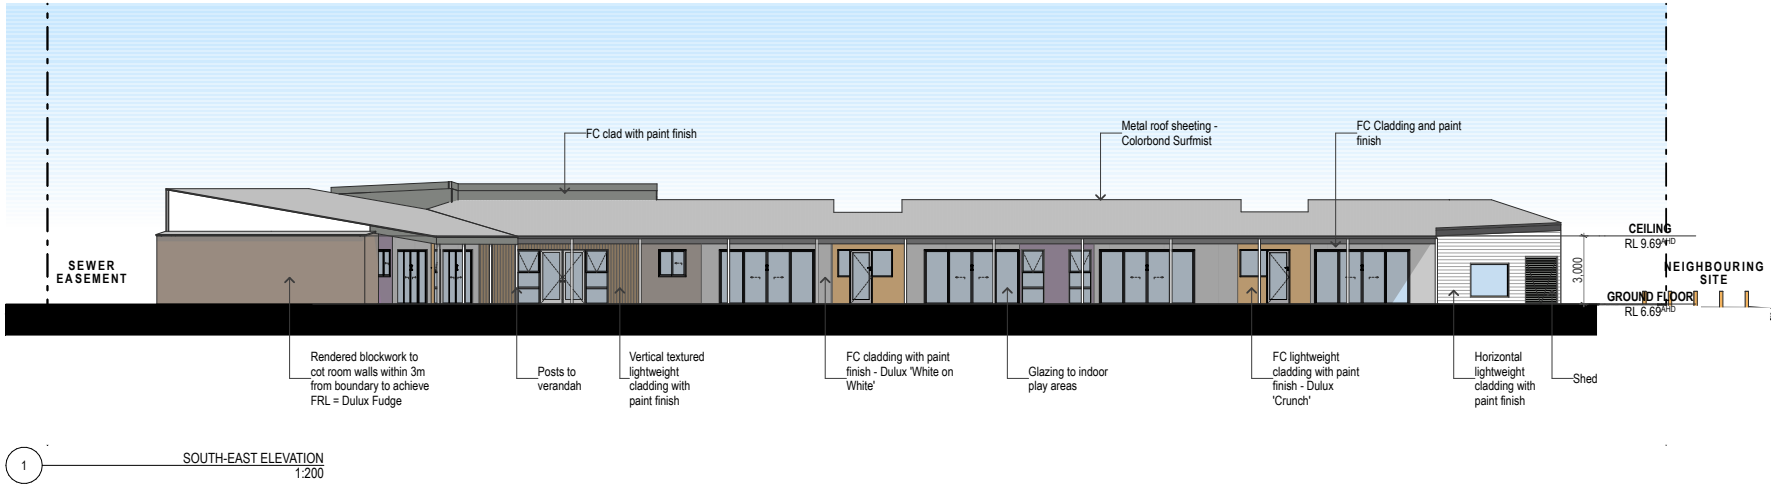 FC clad with paint finish
Metal roof sheeting -
Colorbond Surfmist
FC Cladding and paint
finish
CEILING
RL 9.69 AHD
3,000
SEWER
EASEMENT
NEIGHBOURING
SITE
GROUND FLOOR
RL 6.69 AHD
Rendered blockwork to
cot room walls within 3m
from boundary to achieve
FRL = Dulux Fudge
Posts to
verandah
Vertical textured
lightweight
cladding with
paint finish
FC cladding with paint
finish - Dulux 'White on
White'
Glazing to indoor
play areas
FC lightweight
cladding with paint
finish - Dulux
'Crunch'
Horizontal
lightweight
cladding with
paint finish
Shed
1
SOUTH-EAST ELEVATION
1:200